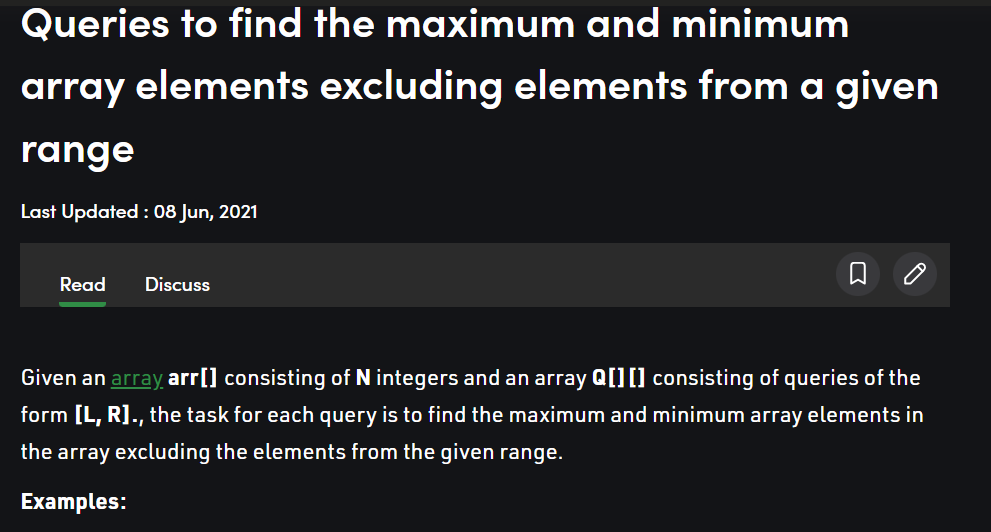 Queries to find the maximum and minimum
array elements excluding elements from a given
range
Last Updated : 08 Jun, 2021
Read Discuss
Given an array arr[] consisting of N integers and an array Q[][] consisting of queries of the
form [L, R]., the task for each query is to find the maximum and minimum array elements in
the array excluding the elements from the given range.
Examples: